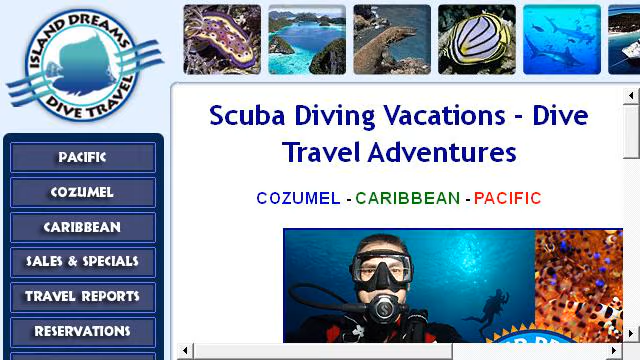 ISLAND DREAMS
DIVE TRAVEL
PACIFIC
COZUMEL
CARIBBEAN
SALES & SPECIALS
TRAVEL REPORTS
RESERVATIONS
Scuba Diving Vacations - Dive
Travel Adventures
COZUMEL - CARIBBEAN - PACIFIC
S